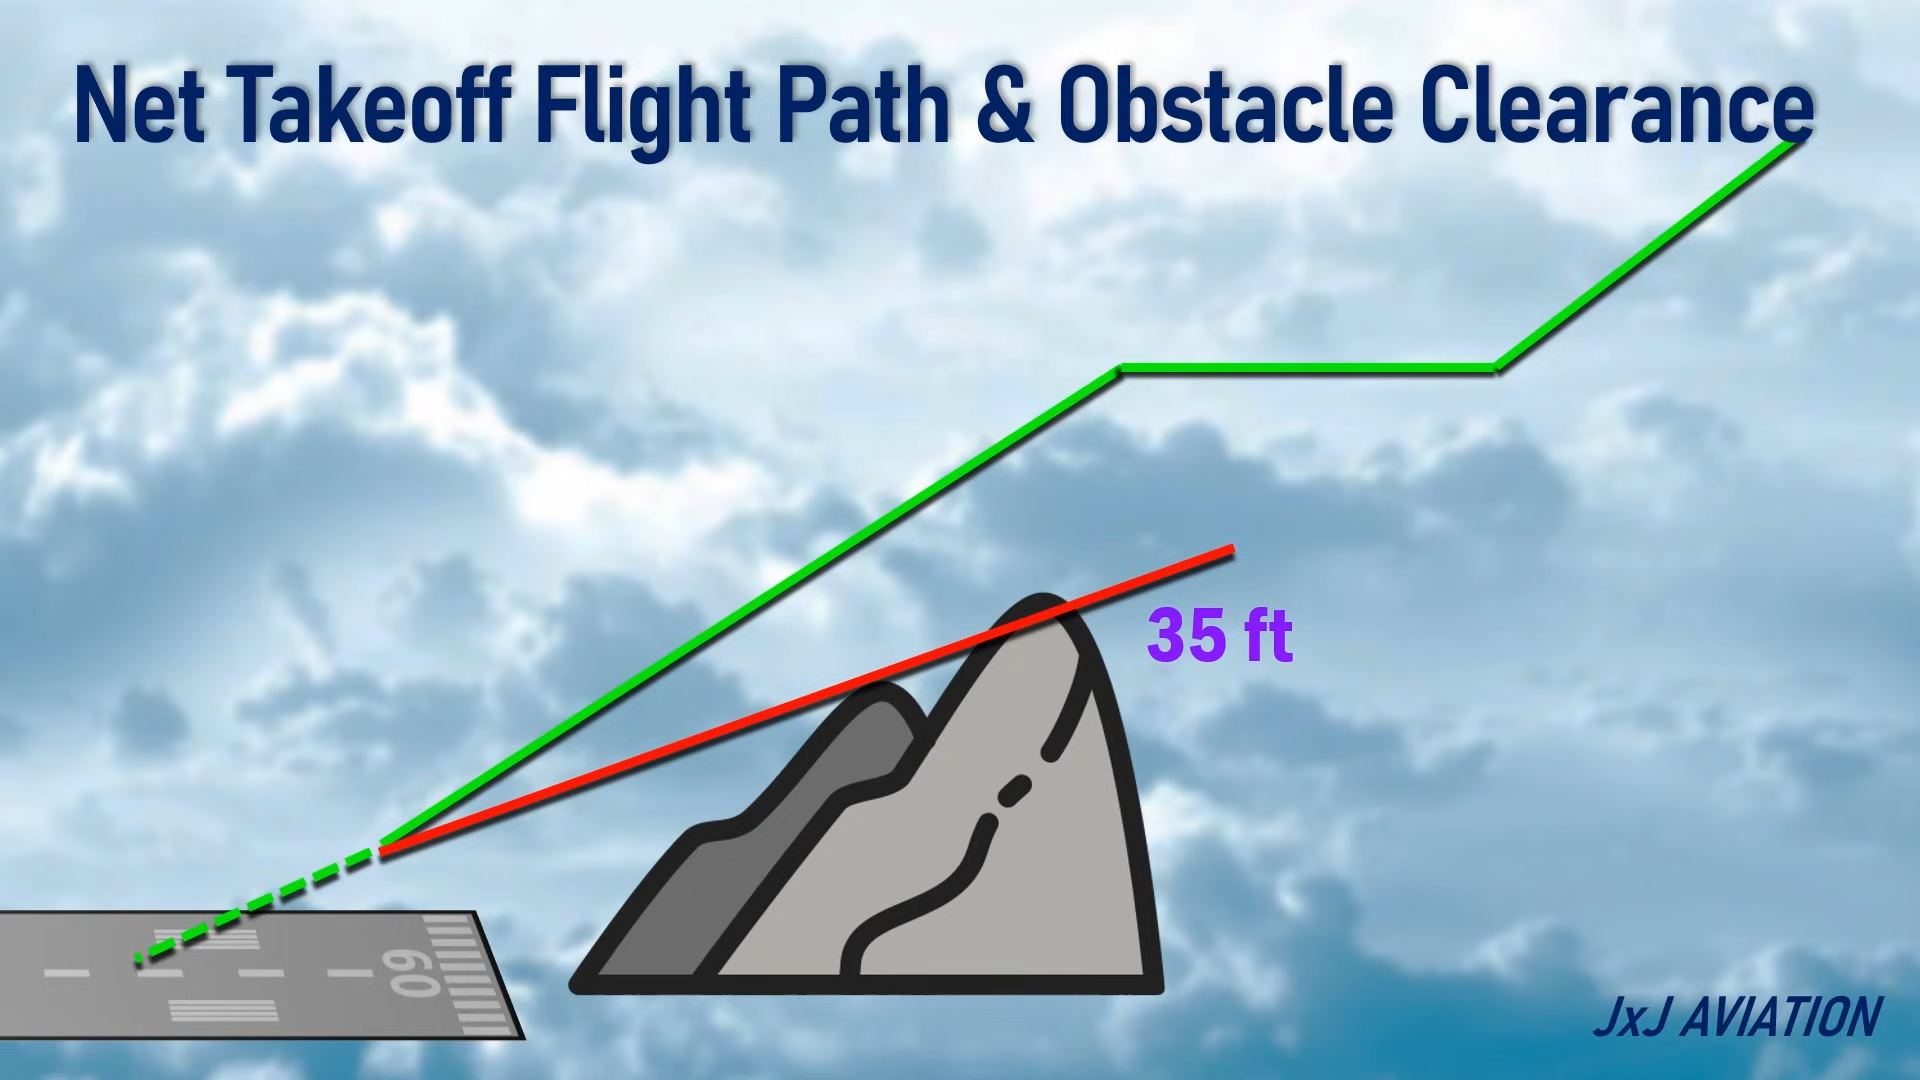 Net Takeoff Flight Path & Obstacle Clearance
35 ft
09
JxJ AVIATION